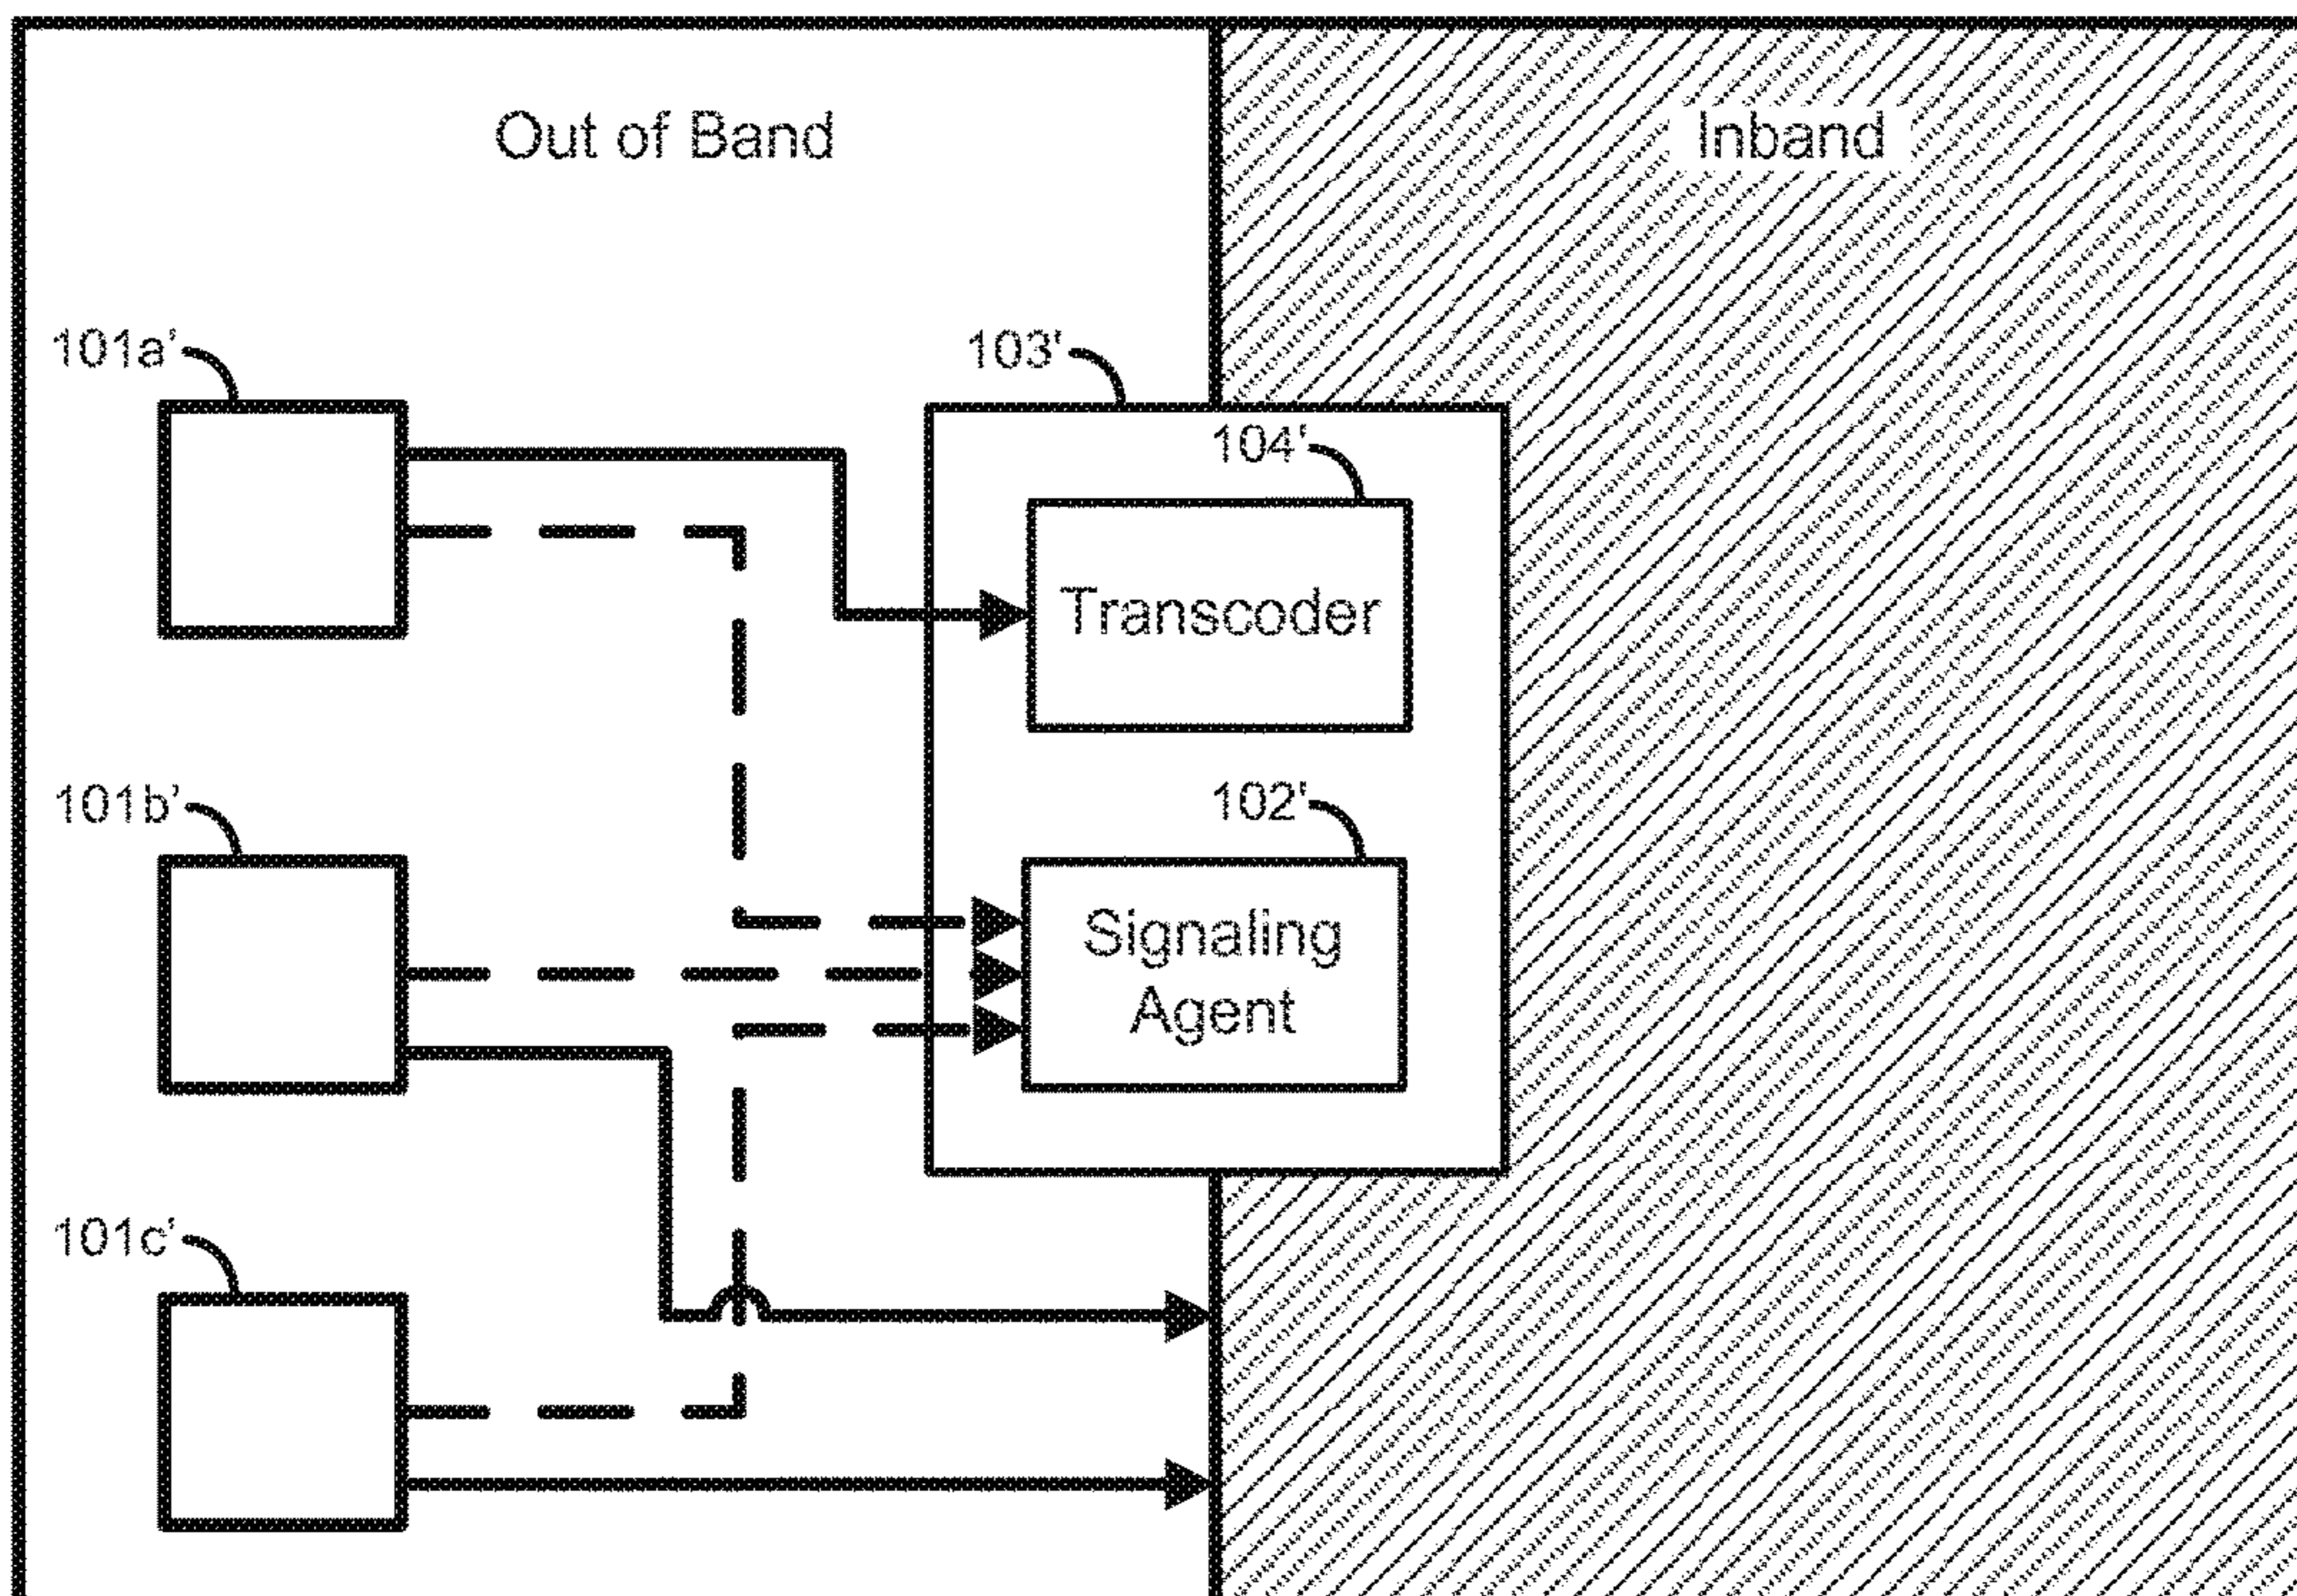 Out of Band
Inband
101a'
103'
104'
Transcoder
101b'
102'
Signaling
Agent
101c'